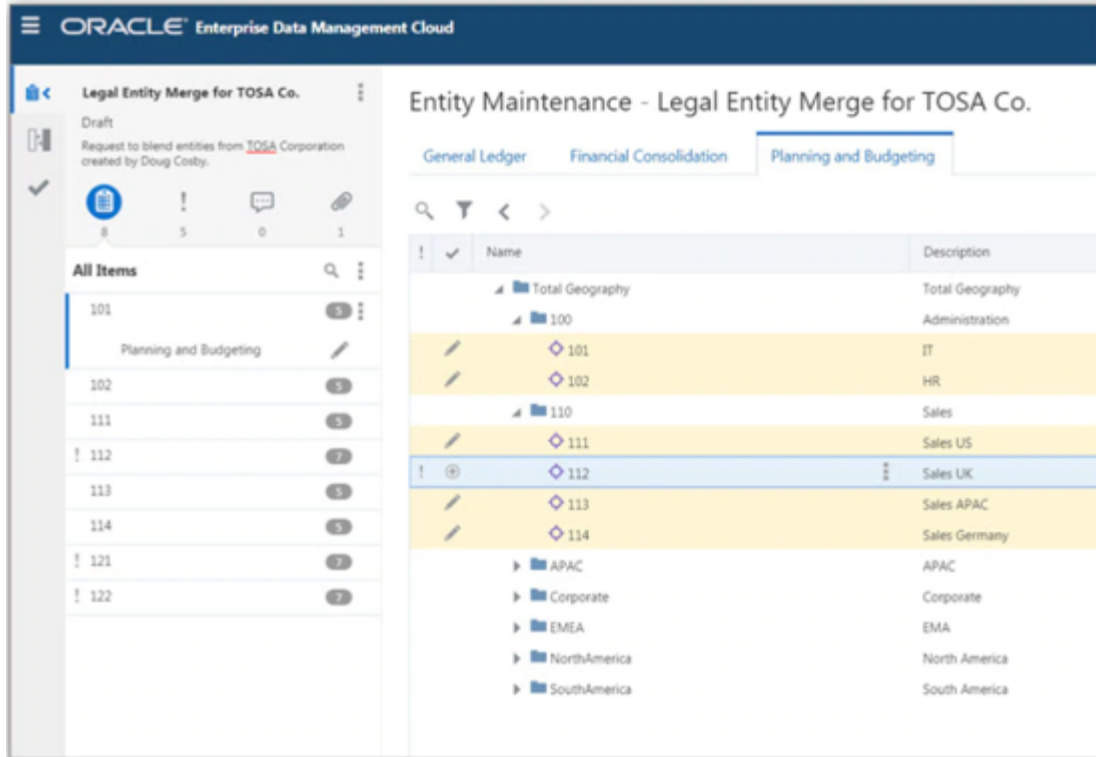 ORACLE Enterprise Data Management Cloud
Legal Entity Merge for TOSA Co.
Draft
Request to blend entities from TOSA Corporation
created by Doug Cosby.
8 5 0 1
All Items
101 5
Planning and Budgeting
102 5
111 5
! 112 7
113 5
114 5
! 121 7
! 122 7
Entity Maintenance - Legal Entity Merge for TOSA Co.
General Ledger Financial Consolidation Planning and Budgeting
! Name Description
Total Geography Total Geography
100 Administration
101 IT
102 HR
110 Sales
111 Sales US
! 112 Sales UK
113 Sales APAC
114 Sales Germany
APAC APAC
Corporate Corporate
EMEA EMA
NorthAmerica North America
SouthAmerica South America